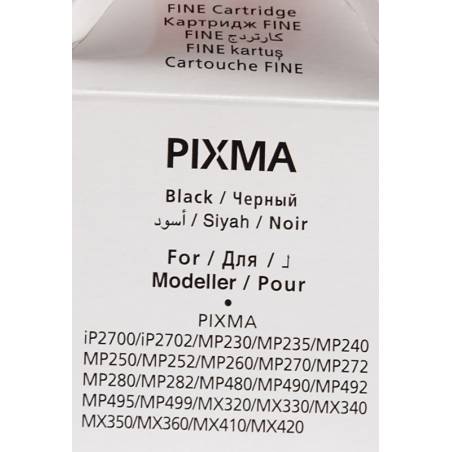 FINE Cartridge
Картридж FINE
كارتردج FINE
FINE kartuş
Cartouche FINE
PIXMA
Black / Черный
أسود / Siyah / Noir
For / Для / لـ
Modeller / Pour
•
PIXMA
iP2700/iP2702/MP230/MP235/MP240
MP250/MP252/MP260/MP270/MP272
MP280/MP282/MP480/MP490/MP492
MP495/MP499/MX320/MX330/MX340
MX350/MX360/MX410/MX420